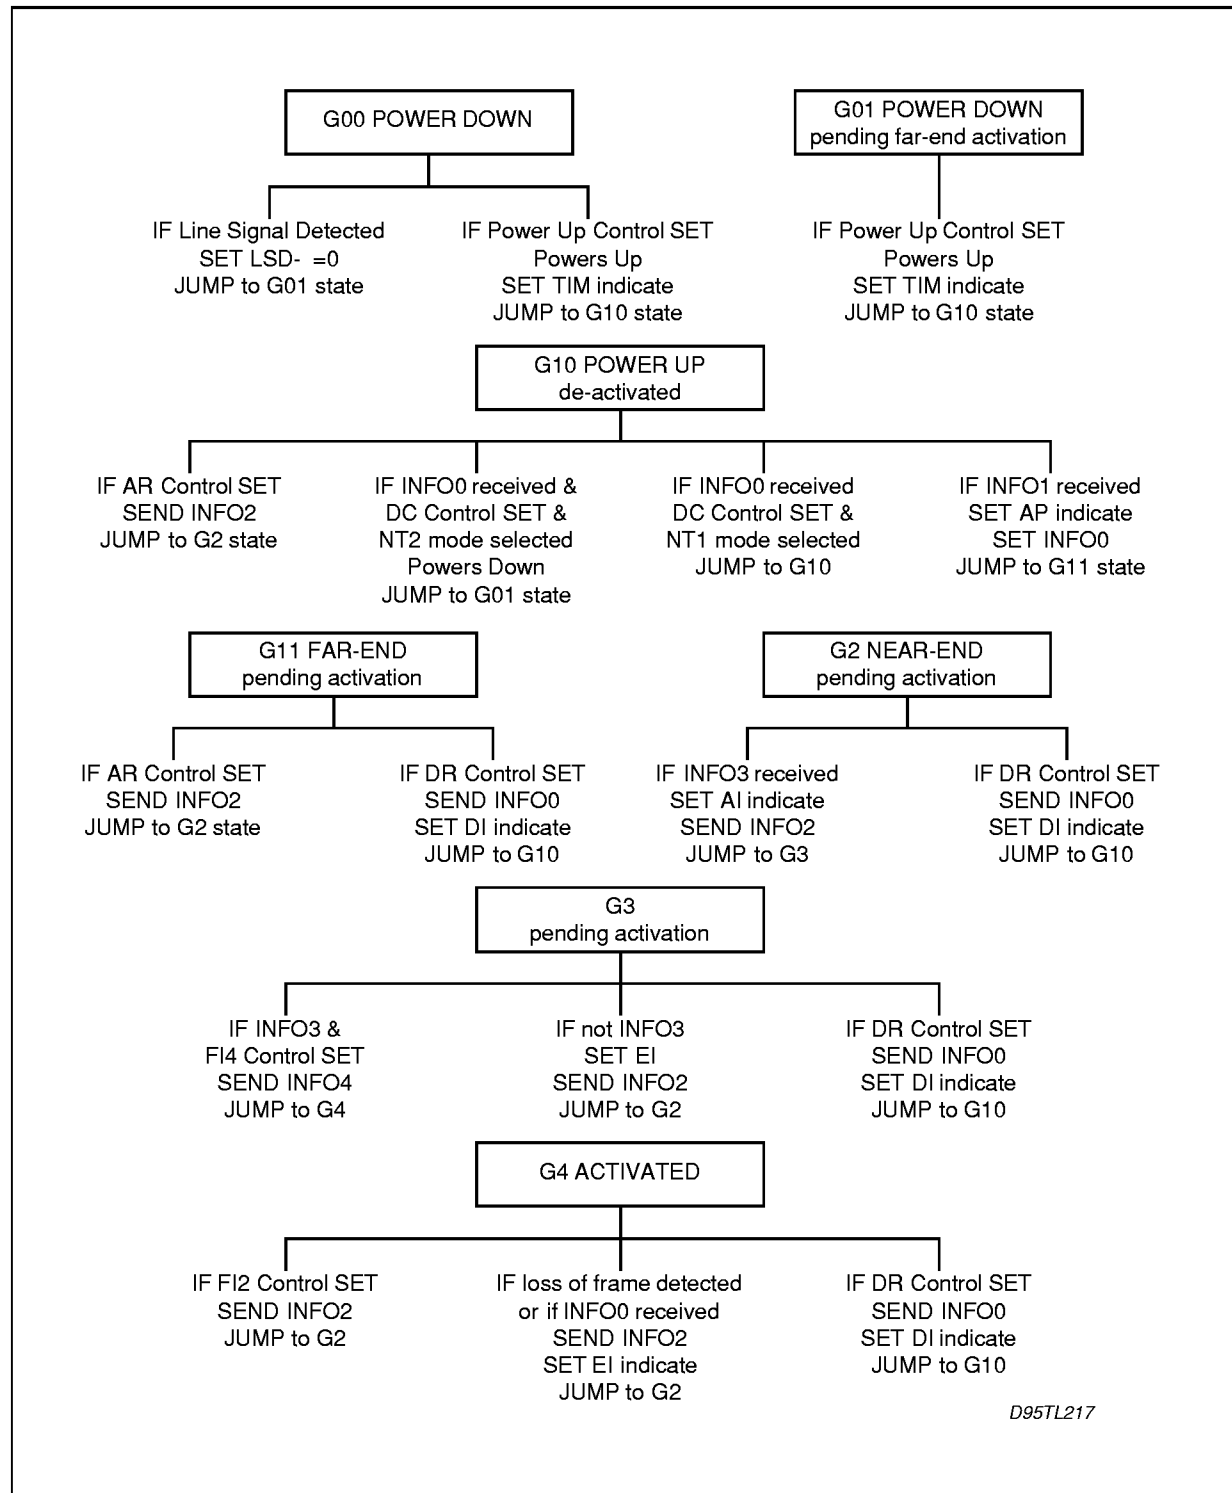 G00 POWER DOWN
G01 POWER DOWN
pending far-end activation
IF Line Signal Detected
SET LSD- =0
JUMP to G01 state
IF Power Up Control SET
Powers Up
SET TIM indicate
JUMP to G10 state
IF Power Up Control SET
Powers Up
SET TIM indicate
JUMP to G10 state
G10 POWER UP
de-activated
IF AR Control SET
SEND INFO2
JUMP to G2 state
IF INFO0 received &
DC Control SET &
NT2 mode selected
Powers Down
JUMP to G01 state
IF INFO0 received
DC Control SET &
NT1 mode selected
JUMP to G10
IF INFO1 received
SET AP indicate
SET INFO0
JUMP to G11 state
G11 FAR-END
pending activation
G2 NEAR-END
pending activation
IF AR Control SET
SEND INFO2
JUMP to G2 state
IF DR Control SET
SEND INFO0
SET DI indicate
JUMP to G10
IF INFO3 received
SET AI indicate
SEND INFO2
JUMP to G3
IF DR Control SET
SEND INFO0
SET DI indicate
JUMP to G10
G3
pending activation
IF INFO3 &
FI4 Control SET
SEND INFO4
JUMP to G4
IF not INFO3
SET EI
SEND INFO2
JUMP to G2
IF DR Control SET
SEND INFO0
SET DI indicate
JUMP to G10
G4 ACTIVATED
IF FI2 Control SET
SEND INFO2
JUMP to G2
IF loss of frame detected
or if INFO0 received
SEND INFO2
SET EI indicate
JUMP to G2
IF DR Control SET
SEND INFO0
SET DI indicate
JUMP to G10
D95TL217